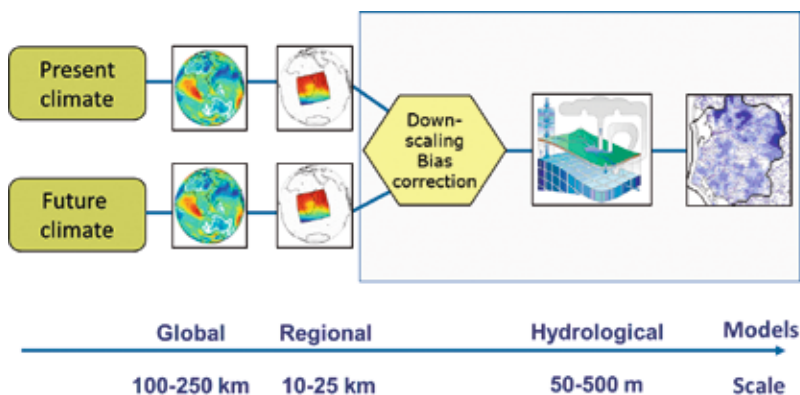 Present
climate
Future
climate
Down-
scaling
Bias
correction
Global
Regional
Hydrological
Models
100-250 km
10-25 km
50-500 m
Scale